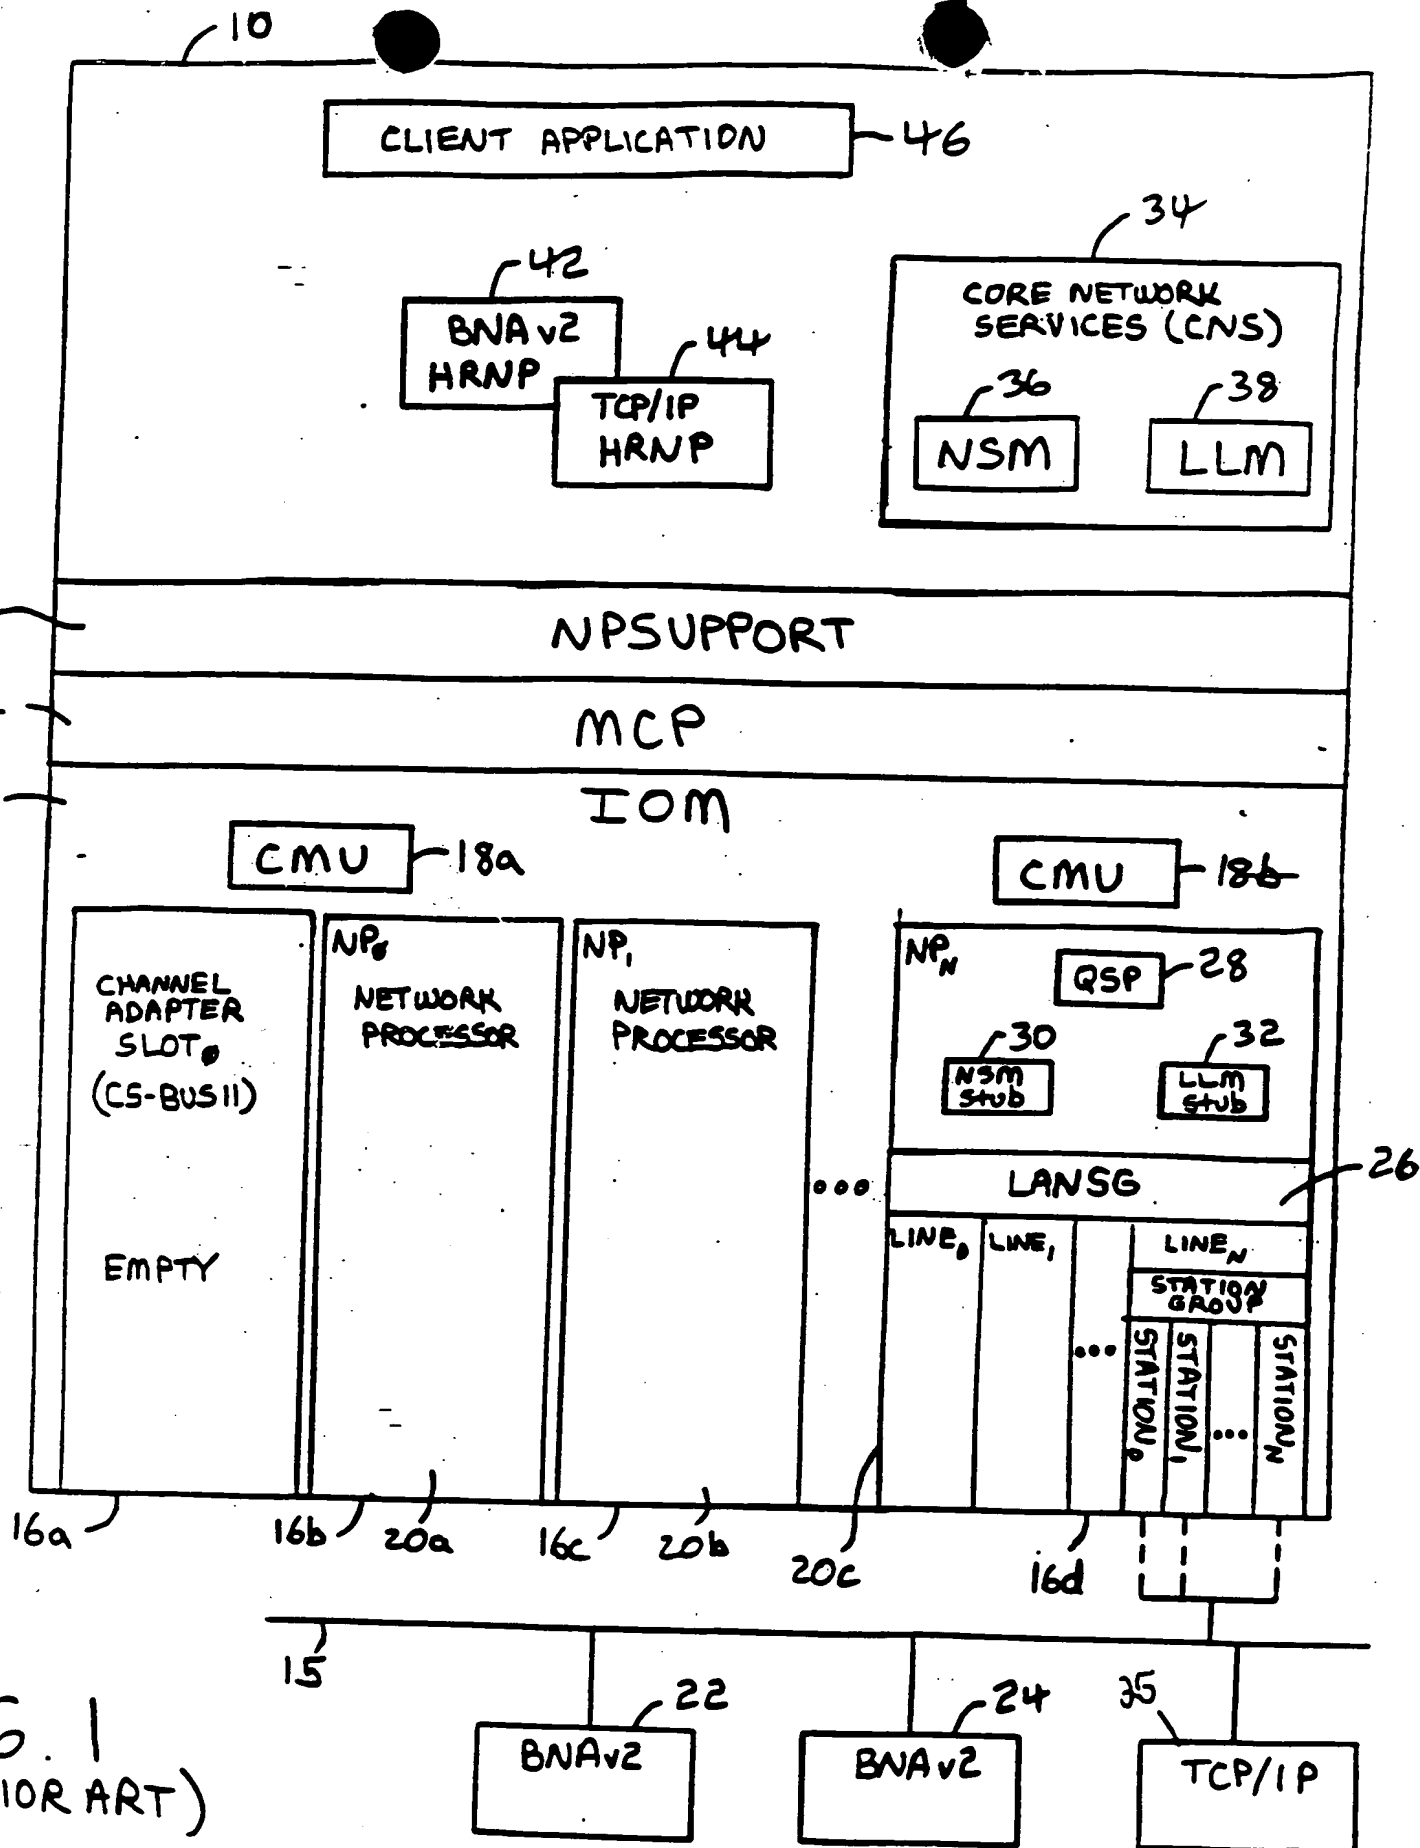 10
CLIENT APPLICATION
46
34
CORE NETWORK
SERVICES (CNS)
42
BNAv2
HRNP
44
TCP/IP
HRNP
36
NSM
38
LLM
NPSUPPORT
MCP
IOM
CMU
18a
CMU
18b
CHANNEL
ADAPTER
SLOT0
(CS-BUS II)
EMPTY
NP0
NETWORK
PROCESSOR
NP1
NETWORK
PROCESSOR
•••
NPN
QSP
28
30
NSM
stub
32
LLM
stub
LANSG
26
LINE0
LINE1
•••
LINEN
STATION
GROUP
STATION0
STATION1
•••
STATIONN
16a
16b
20a
16c
20b
20c
16d
15
22
BNAv2
24
BNAv2
35
TCP/IP
. 1
IOR ART)